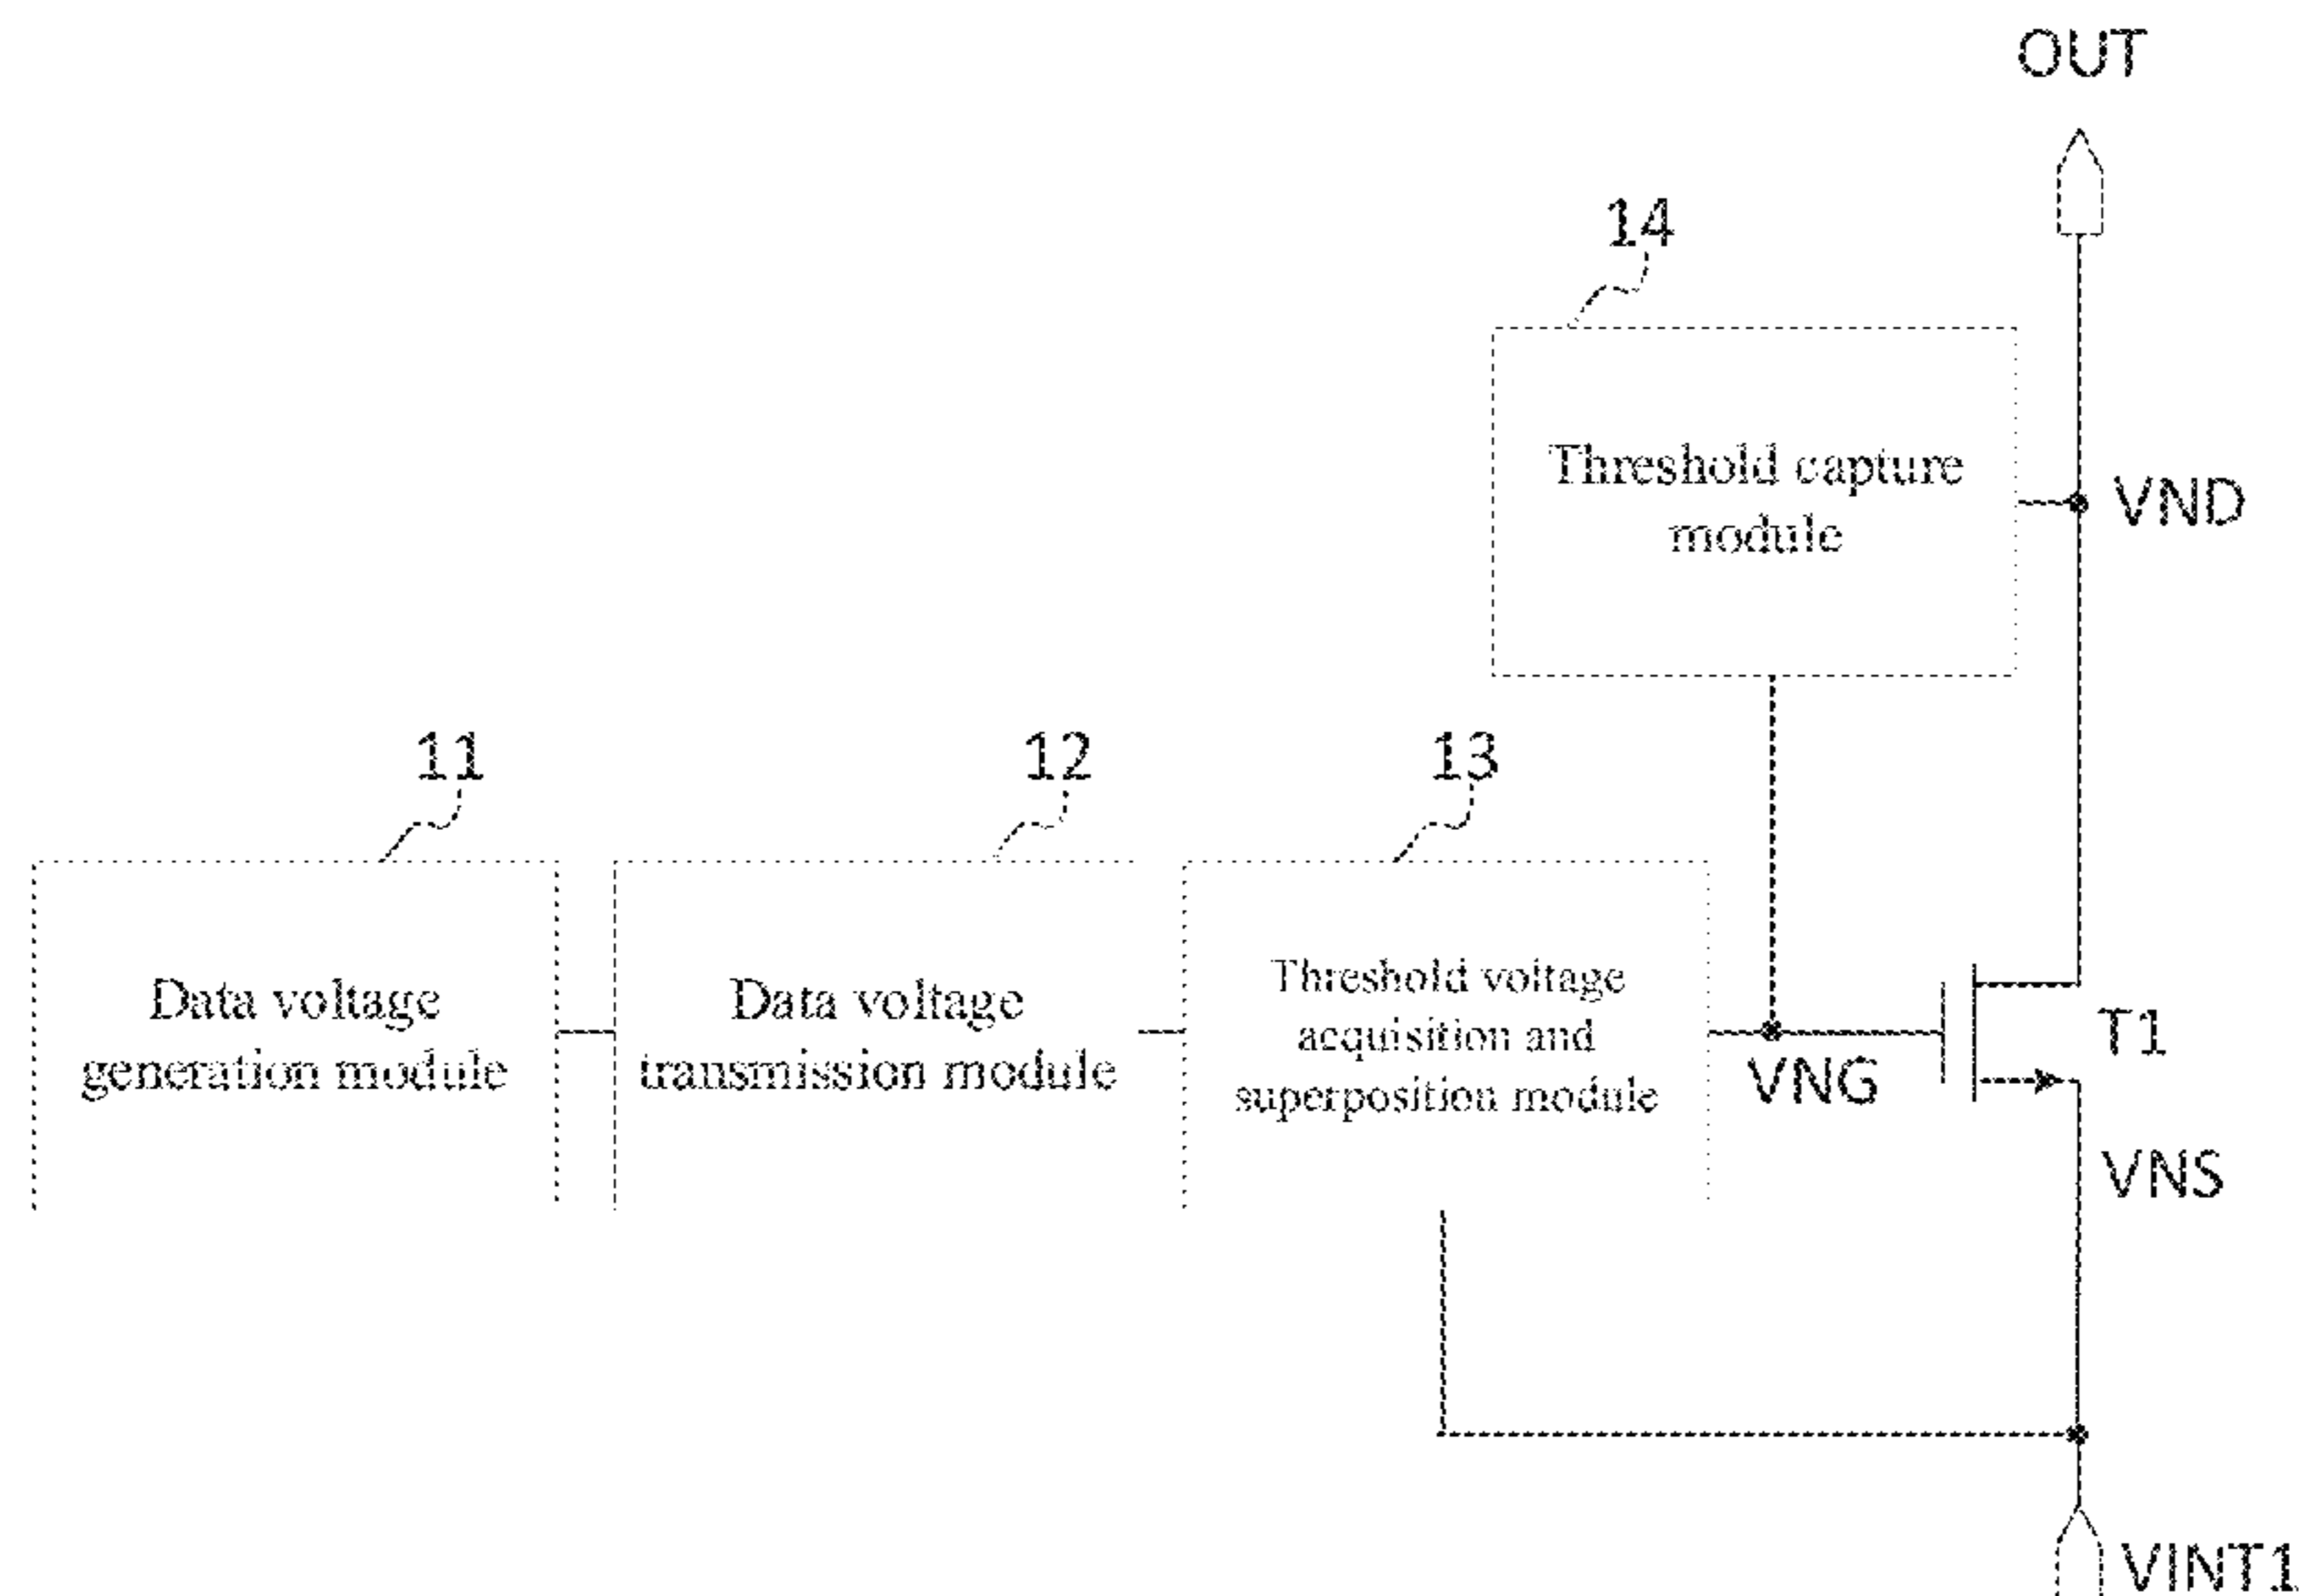 OUT
14
Threshold capture
module
VND
11
12
13
Data voltage
generation module
Data voltage
transmission module
Threshold voltage
acquisition and
superposition module
VNG
T1
VNS
VINT1